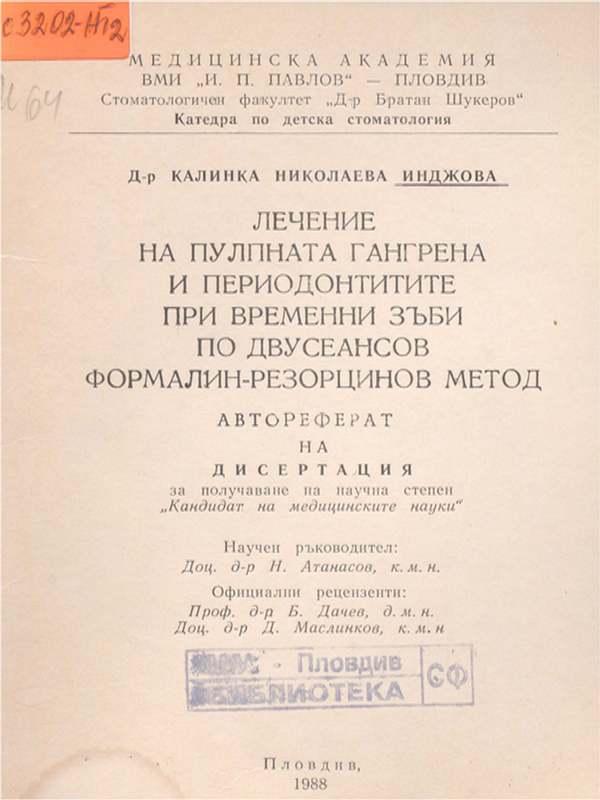 с 3202-НП2
И 64
МЕДИЦИНСКА АКАДЕМИЯ
ВМИ „И. П. ПАВЛОВ“ — ПЛОВДИВ
Стоматологичен факултет „Д-р Братан Шукеров“
Катедра по детска стоматология
Д-р КАЛИНКА НИКОЛАЕВА ИНДЖОВА
ЛЕЧЕНИЕ
НА ПУЛПНАТА ГАНГРЕНА
И ПЕРИОДОНТИТИТЕ
ПРИ ВРЕМЕННИ ЗЪБИ
ПО ДВУСЕАНСОВ
ФОРМАЛИН-РЕЗОРЦИНОВ МЕТОД
АВТОРЕФЕРАТ
НА
ДИСЕРТАЦИЯ
за получаване на научна степен
„Кандидат на медицинските науки“
Научен ръководител:
Доц. д-р Н. Атанасов, к. м. н.
Официални рецензенти:
Проф. д-р Б. Дачев, д. м. н.
Доц. д-р Д. Маслинков, к. м. н
- Пловдив
БИБЛИОТЕКА
СФ
Пловдив,
1988